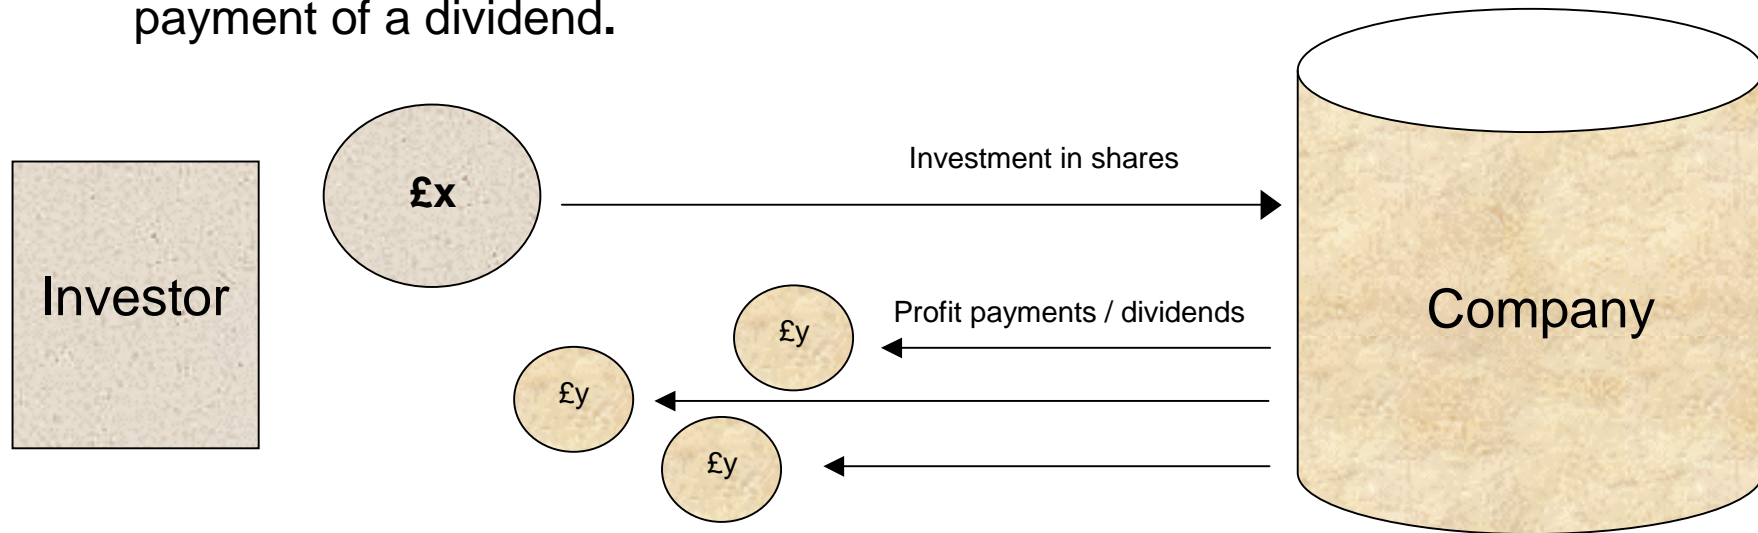 payment of a dividend.
£x
Investment in shares
Investor
Profit payments / dividends
Company
£y
£y
£y